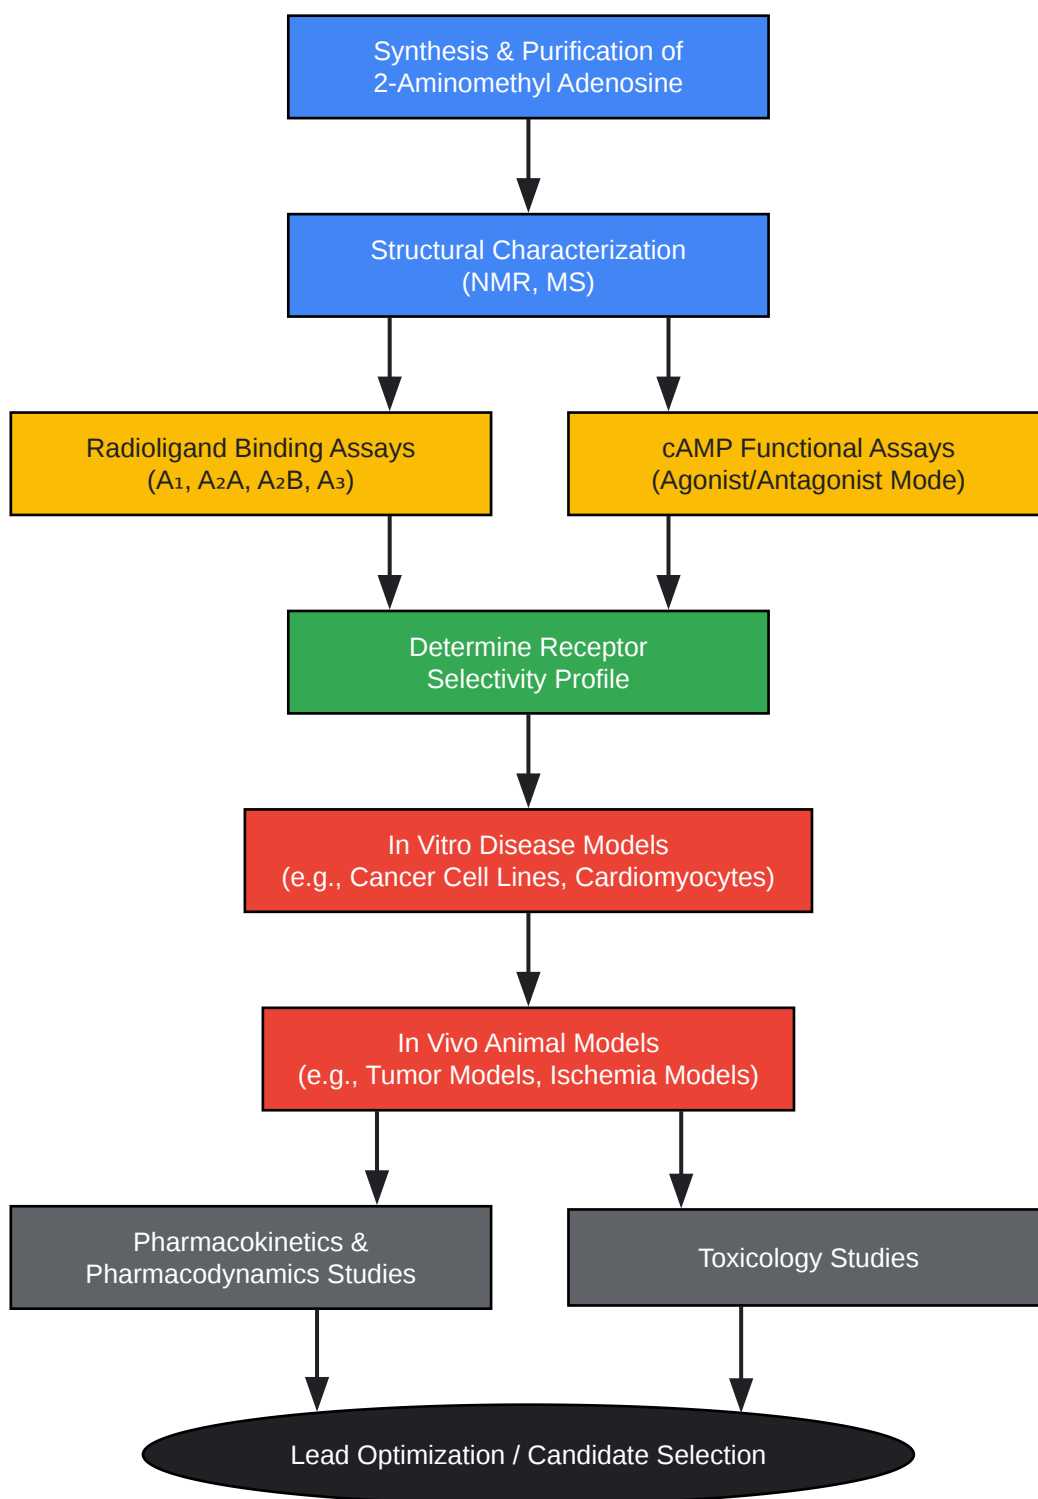 Synthesis & Purification of
2-Aminomethyl Adenosine
Structural Characterization
(NMR, MS)
Radioligand Binding Assays
(A₁, A₂A, A₂B, A₃)
cAMP Functional Assays
(Agonist/Antagonist Mode)
Determine Receptor
Selectivity Profile
In Vitro Disease Models
(e.g., Cancer Cell Lines, Cardiomyocytes)
In Vivo Animal Models
(e.g., Tumor Models, Ischemia Models)
Pharmacokinetics &
Pharmacodynamics Studies
Toxicology Studies
Lead Optimization / Candidate Selection